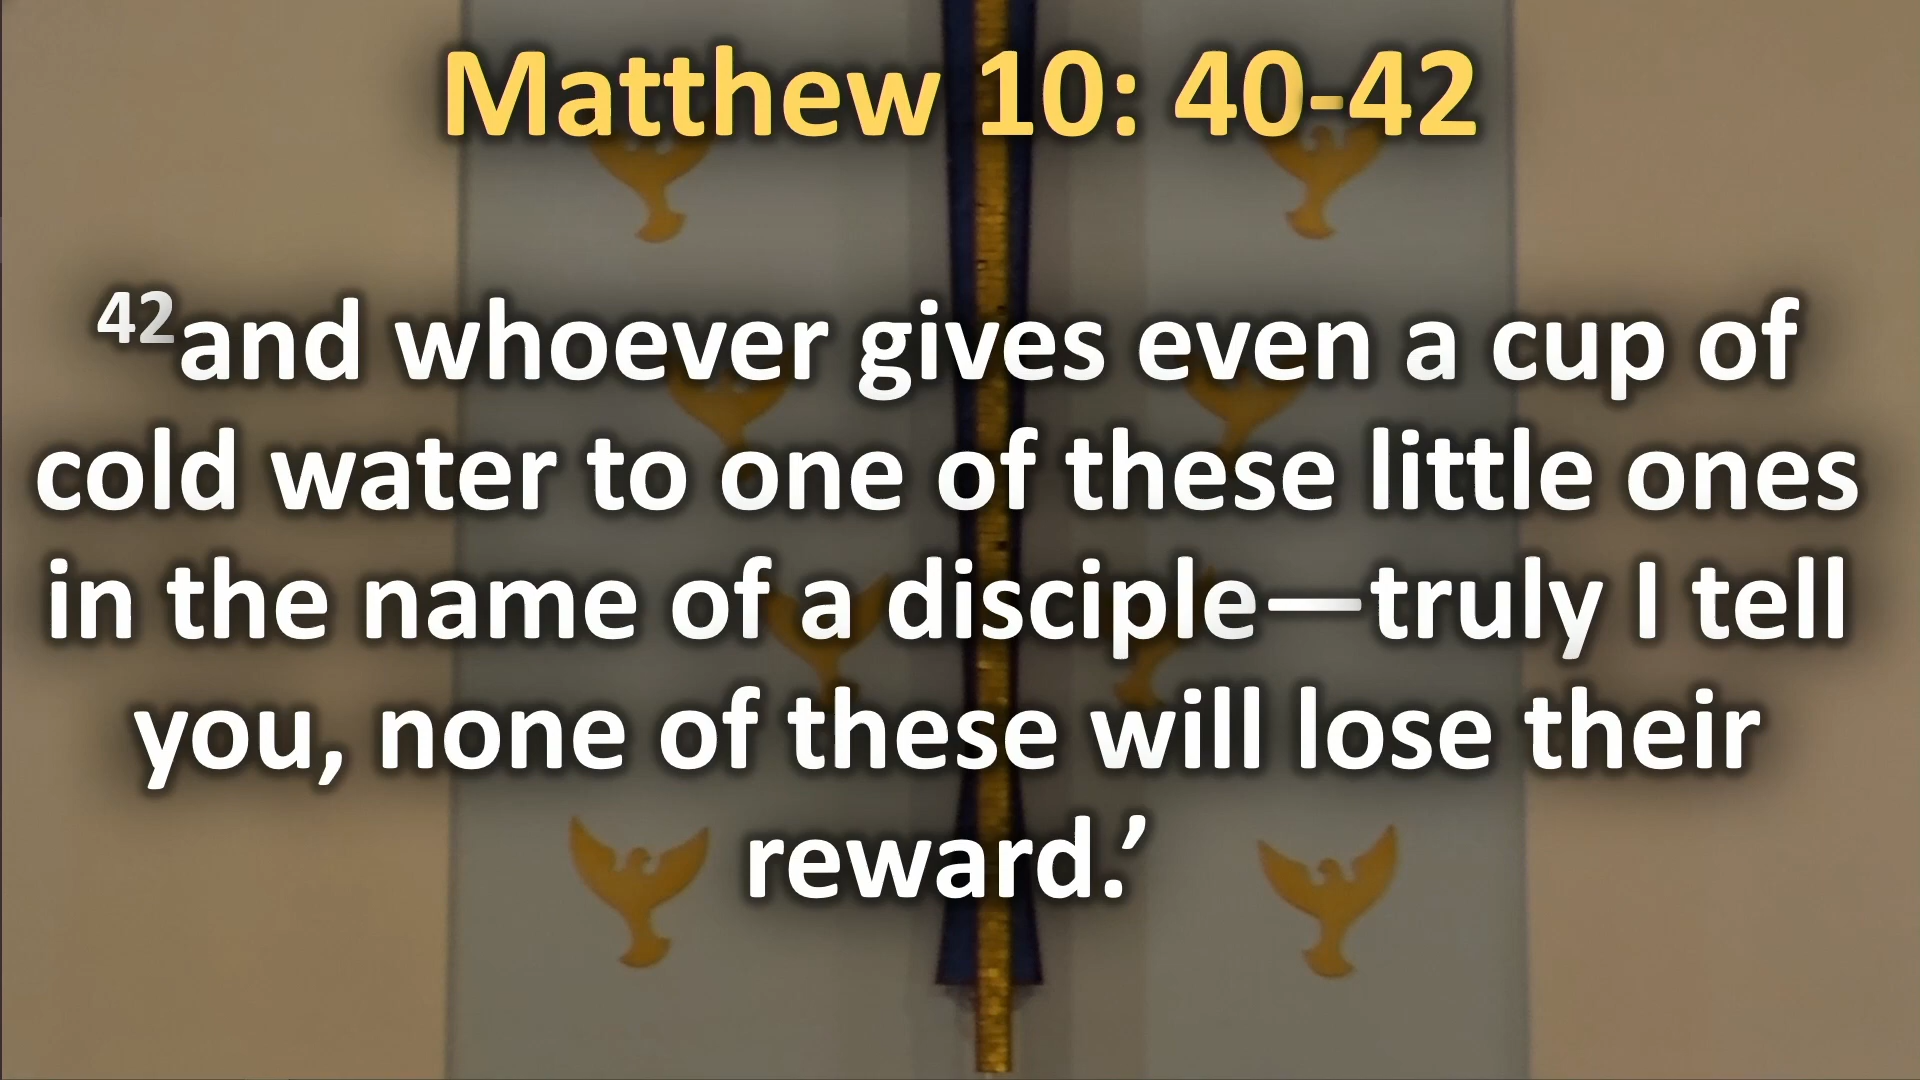 Matthew 10: 40-42
42and whoever gives even a cup of
cold water to one of these little ones
in the name of a disciple—truly I tell
you, none of these will lose their
reward.’